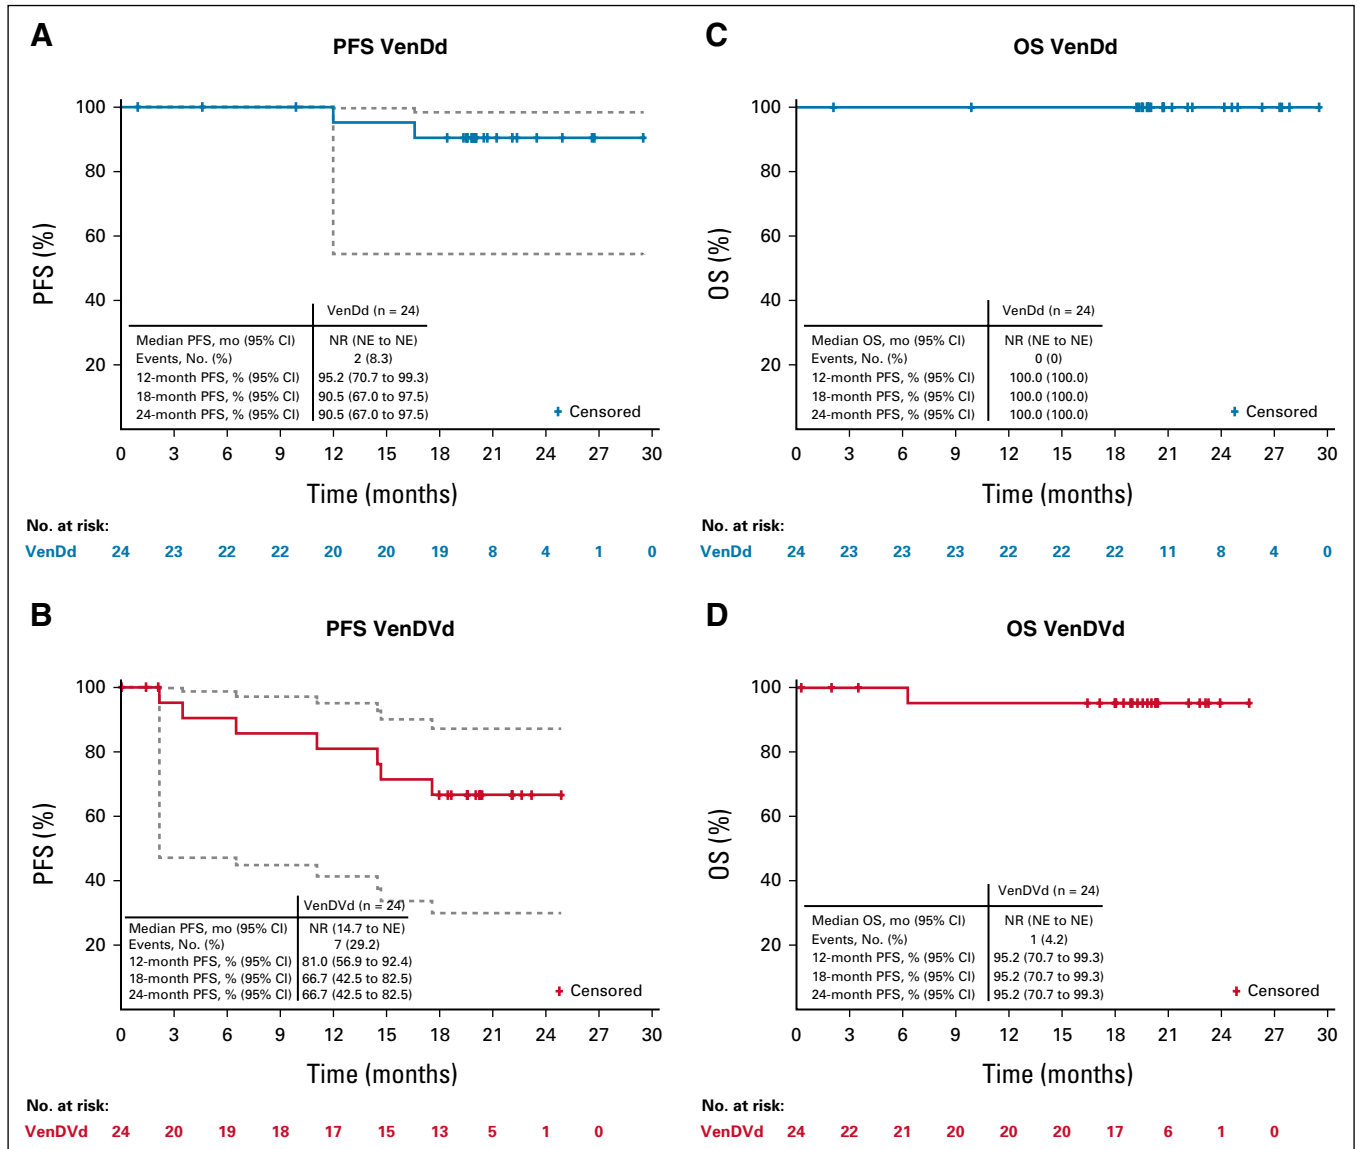 A
PFS VenDd
PFS (%)
100
80
60
40
20
VenDd (n = 24)
Median PFS, mo (95% CI) NR (NE to NE)
Events, No. (%) 2 (8.3)
12-month PFS, % (95% CI) 95.2 (70.7 to 99.3)
18-month PFS, % (95% CI) 90.5 (67.0 to 97.5)
24-month PFS, % (95% CI) 90.5 (67.0 to 97.5)
+ Censored
0 3 6 9 12 15 18 21 24 27 30
Time (months)
No. at risk:
VenDd 24 23 22 22 20 20 19 8 4 1 0
C
OS VenDd
OS (%)
100
80
60
40
20
VenDd (n = 24)
Median OS, mo (95% CI) NR (NE to NE)
Events, No. (%) 0 (0)
12-month PFS, % (95% CI) 100.0 (100.0)
18-month PFS, % (95% CI) 100.0 (100.0)
24-month PFS, % (95% CI) 100.0 (100.0)
+ Censored
0 3 6 9 12 15 18 21 24 27 30
Time (months)
No. at risk:
VenDd 24 23 23 23 22 22 22 11 8 4 0
B
PFS VenDVd
PFS (%)
100
80
60
40
20
VenDVd (n = 24)
Median PFS, mo (95% CI) NR (14.7 to NE)
Events, No. (%) 7 (29.2)
12-month PFS, % (95% CI) 81.0 (56.9 to 92.4)
18-month PFS, % (95% CI) 66.7 (42.5 to 82.5)
24-month PFS, % (95% CI) 66.7 (42.5 to 82.5)
+ Censored
0 3 6 9 12 15 18 21 24 27 30
Time (months)
No. at risk:
VenDVd 24 20 19 18 17 15 13 5 1 0
D
OS VenDVd
OS (%)
100
80
60
40
20
VenDVd (n = 24)
Median OS, mo (95% CI) NR (NE to NE)
Events, No. (%) 1 (4.2)
12-month PFS, % (95% CI) 95.2 (70.7 to 99.3)
18-month PFS, % (95% CI) 95.2 (70.7 to 99.3)
24-month PFS, % (95% CI) 95.2 (70.7 to 99.3)
+ Censored
0 3 6 9 12 15 18 21 24 27 30
Time (months)
No. at risk:
VenDVd 24 22 21 20 20 20 17 6 1 0